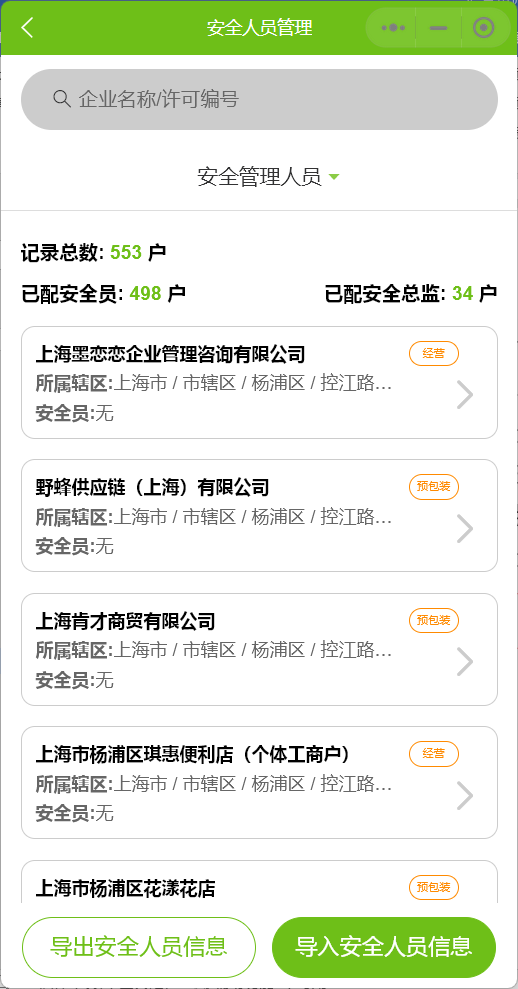 安全人员管理
企业名称/许可编号
安全管理人员
记录总数: 553 户
已配安全员: 498 户 已配安全总监: 34 户
上海墨恋恋企业管理咨询有限公司 经营
所属辖区:上海市 / 市辖区 / 杨浦区 / 控江路...
安全员:无
野蜂供应链（上海）有限公司 预包装
所属辖区:上海市 / 市辖区 / 杨浦区 / 控江路...
安全员:无
上海肯才商贸有限公司 预包装
所属辖区:上海市 / 市辖区 / 杨浦区 / 控江路...
安全员:无
上海市杨浦区琪惠便利店（个体工商户） 经营
所属辖区:上海市 / 市辖区 / 杨浦区 / 控江路...
安全员:无
上海市杨浦区花漾花店 预包装
导出安全人员信息 导入安全人员信息